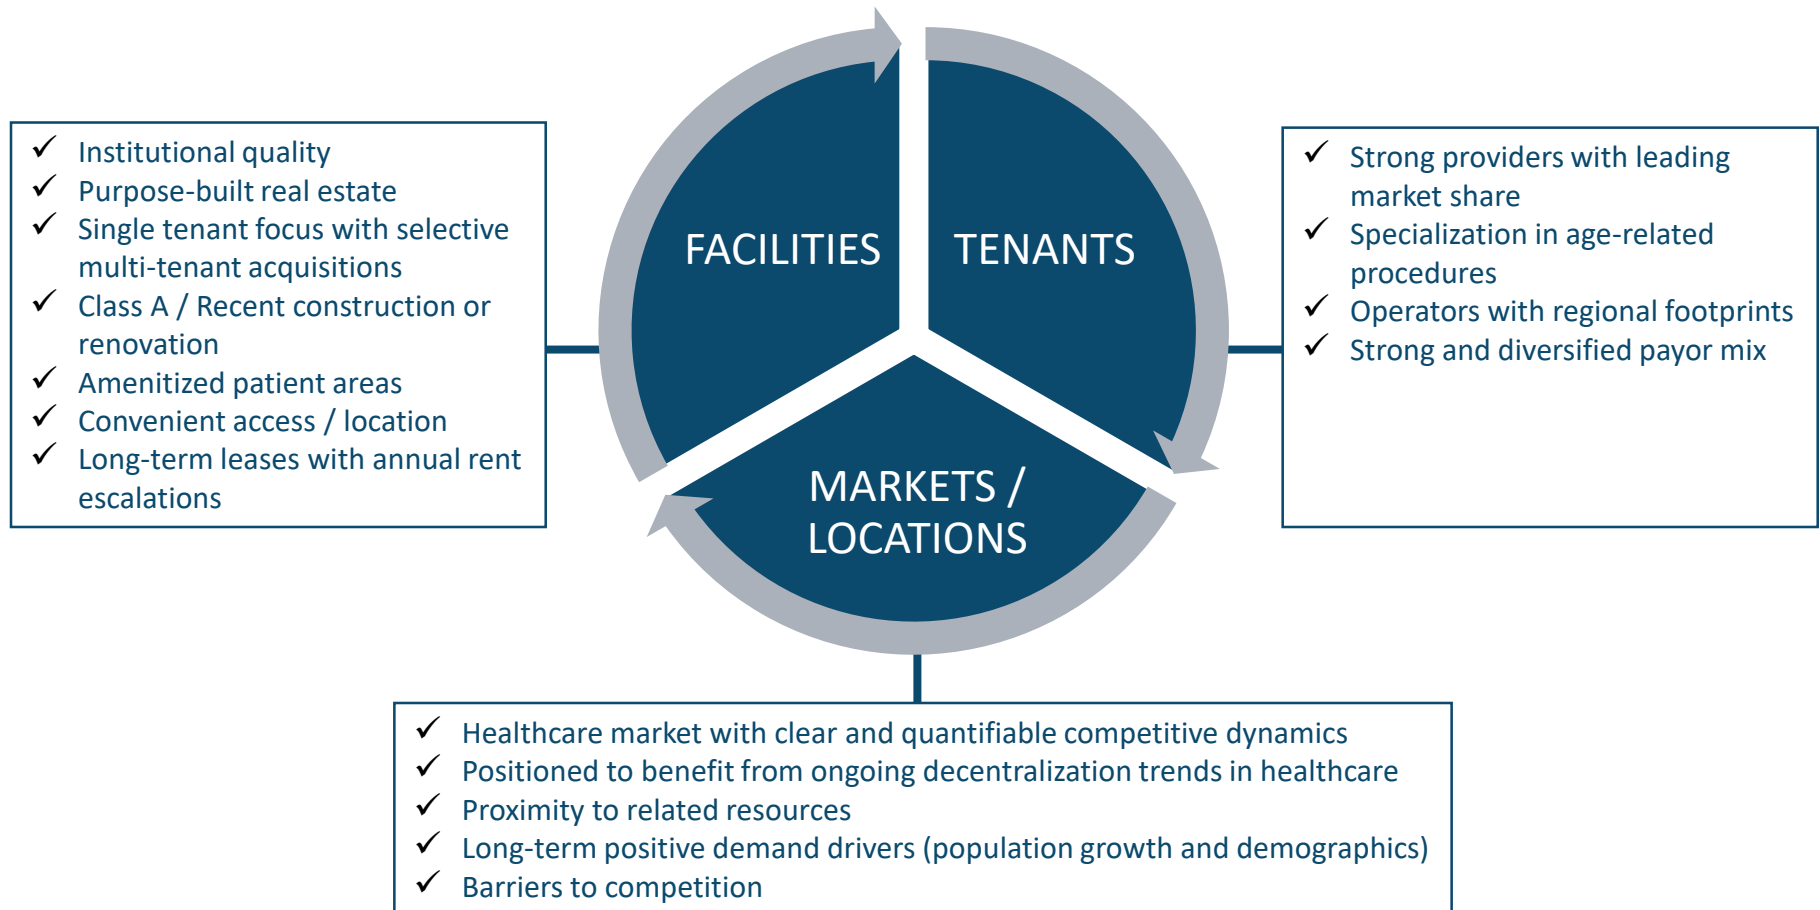 FACILITIES
TENANTS
MARKETS /
LOCATIONS
✓ Institutional quality
✓ Purpose-built real estate
✓ Single tenant focus with selective
multi-tenant acquisitions
✓ Class A / Recent construction or
renovation
✓ Amenitized patient areas
✓ Convenient access / location
✓ Long-term leases with annual rent
escalations
✓ Strong providers with leading
market share
✓ Specialization in age-related
procedures
✓ Operators with regional footprints
✓ Strong and diversified payor mix
✓ Healthcare market with clear and quantifiable competitive dynamics
✓ Positioned to benefit from ongoing decentralization trends in healthcare
✓ Proximity to related resources
✓ Long-term positive demand drivers (population growth and demographics)
✓ Barriers to competition